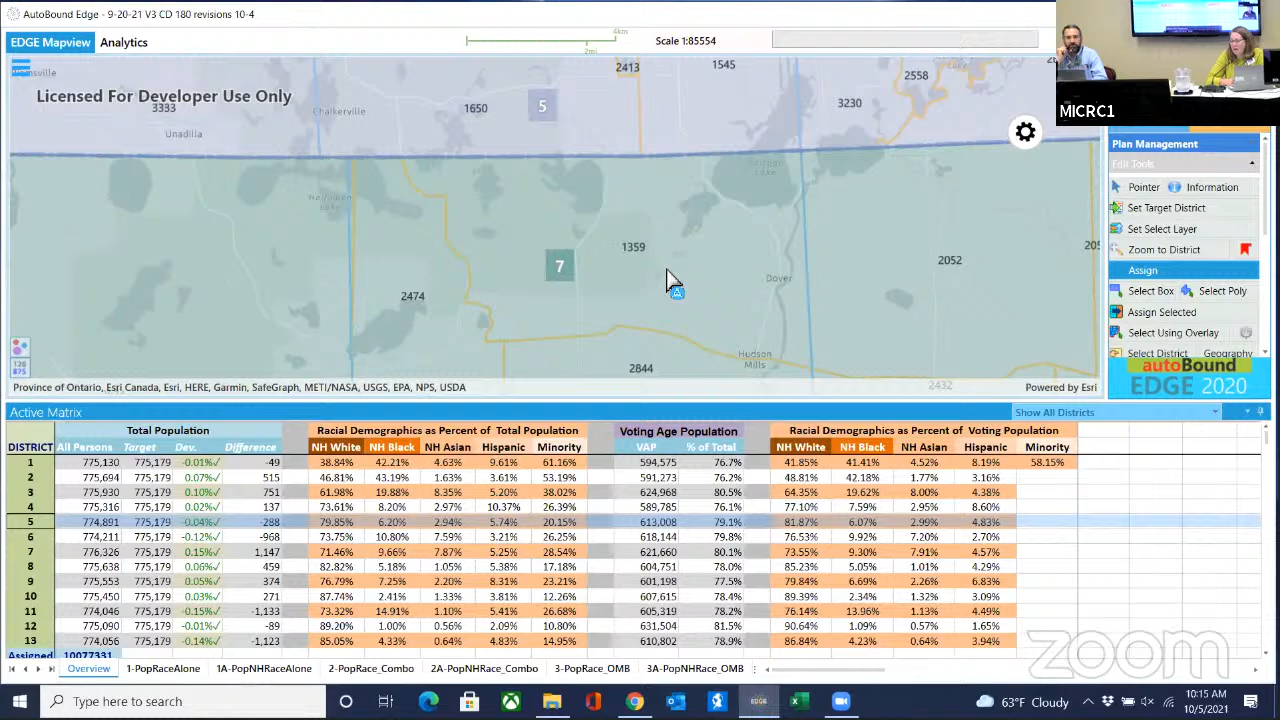 AutoBound Edge - 9-20-21 V3 CD 180 revisions 10-4
EDGE Mapview Analytics
4km
2mi
Scale 1:85554
MICRC1
Licensed For Developer Use Only
3333
Unadilla
Chalkerville
1650
5
2413
1545
2558
3230
Halfmoon
Lake
2474
7
1359
Dover
2052
2844
Hudson
Mills
2432
Province of Ontario, Esri Canada, Esri, HERE, Garmin, SafeGraph, METI/NASA, USGS, EPA, NPS, USDA
Powered by Esri
Plan Management
Edit Tools
Pointer Information
Set Target District
Set Select Layer
Zoom to District
Assign
Select Box Select Poly
Assign Selected
Select Using Overlay
Select District Geography
autoBound
EDGE 2020
Active Matrix
Show All Districts
Total Population Racial Demographics as Percent of Total Population Voting Age Population Racial Demographics as Percent of Voting Population
DISTRICT All Persons Target Dev. Difference NH White NH Black NH Asian Hispanic Minority VAP % of Total NH White NH Black NH Asian Hispanic Minority
1 775,130 775,179 -0.01%✓ -49 38.84% 42.21% 4.63% 9.61% 61.16% 594,575 76.7% 41.85% 41.41% 4.52% 8.19% 58.15%
2 775,694 775,179 0.07%✓ 515 46.81% 43.19% 1.63% 3.61% 53.19% 591,273 76.2% 48.81% 42.18% 1.77% 3.16%
3 775,930 775,179 0.10%✓ 751 61.98% 19.88% 8.35% 5.20% 38.02% 624,968 80.5% 64.35% 19.62% 8.00% 4.38%
4 775,316 775,179 0.02%✓ 137 73.61% 8.20% 2.97% 10.37% 26.39% 589,785 76.1% 77.10% 7.59% 2.95% 8.60%
5 774,891 775,179 -0.04%✓ -288 79.85% 6.20% 2.94% 5.74% 20.15% 613,008 79.1% 81.87% 6.07% 2.99% 4.83%
6 774,211 775,179 -0.12%✓ -968 73.75% 10.80% 7.59% 3.21% 26.25% 618,144 79.8% 76.53% 9.92% 7.20% 2.70%
7 776,326 775,179 0.15%✓ 1,147 71.46% 9.66% 7.87% 5.25% 28.54% 621,660 80.1% 73.55% 9.30% 7.91% 4.57%
8 775,638 775,179 0.06%✓ 459 82.82% 5.18% 1.05% 5.38% 17.18% 604,751 78.0% 85.23% 5.05% 1.01% 4.29%
9 775,553 775,179 0.05%✓ 374 76.79% 7.25% 2.20% 8.31% 23.21% 601,198 77.5% 79.84% 6.69% 2.26% 6.83%
10 775,450 775,179 0.03%✓ 271 87.74% 2.41% 1.33% 3.81% 12.26% 607,615 78.4% 89.39% 2.34% 1.32% 3.09%
11 774,046 775,179 -0.15%✓ -1,133 73.32% 14.91% 1.10% 5.41% 26.68% 605,319 78.2% 76.14% 13.96% 1.13% 4.49%
12 775,090 775,179 -0.01%✓ -89 89.20% 1.00% 0.56% 2.09% 10.80% 631,504 81.5% 90.64% 1.09% 0.57% 1.65%
13 774,056 775,179 -0.14%✓ -1,123 85.05% 4.33% 0.64% 4.83% 14.95% 610,802 78.9% 86.84% 4.23% 0.64% 3.94%
Assigned 10077331
Overview 1-PopRaceAlone 1A-PopNHRaceAlone 2-PopRace_Combo 2A-PopNHRace_Combo 3-PopRace_OMB 3A-PopNHRace_OMB
zoom
Type here to search
63°F Cloudy
10:15 AM
10/5/2021